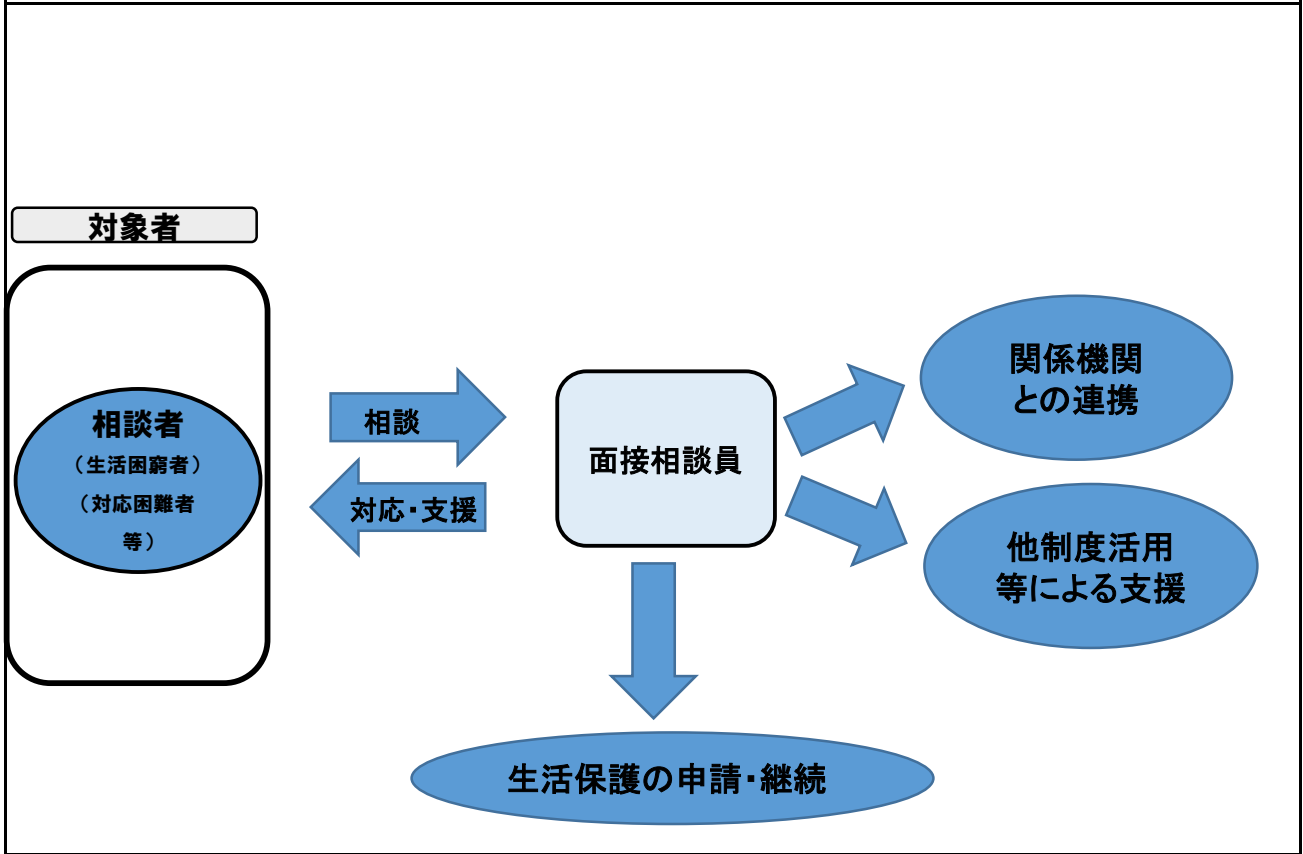 対象者
相談者
（生活困窮者）
（対応困難者
等）
相談
対応・支援
面接相談員
関係機関
との連携
他制度活用
等による支援
生活保護の申請・継続